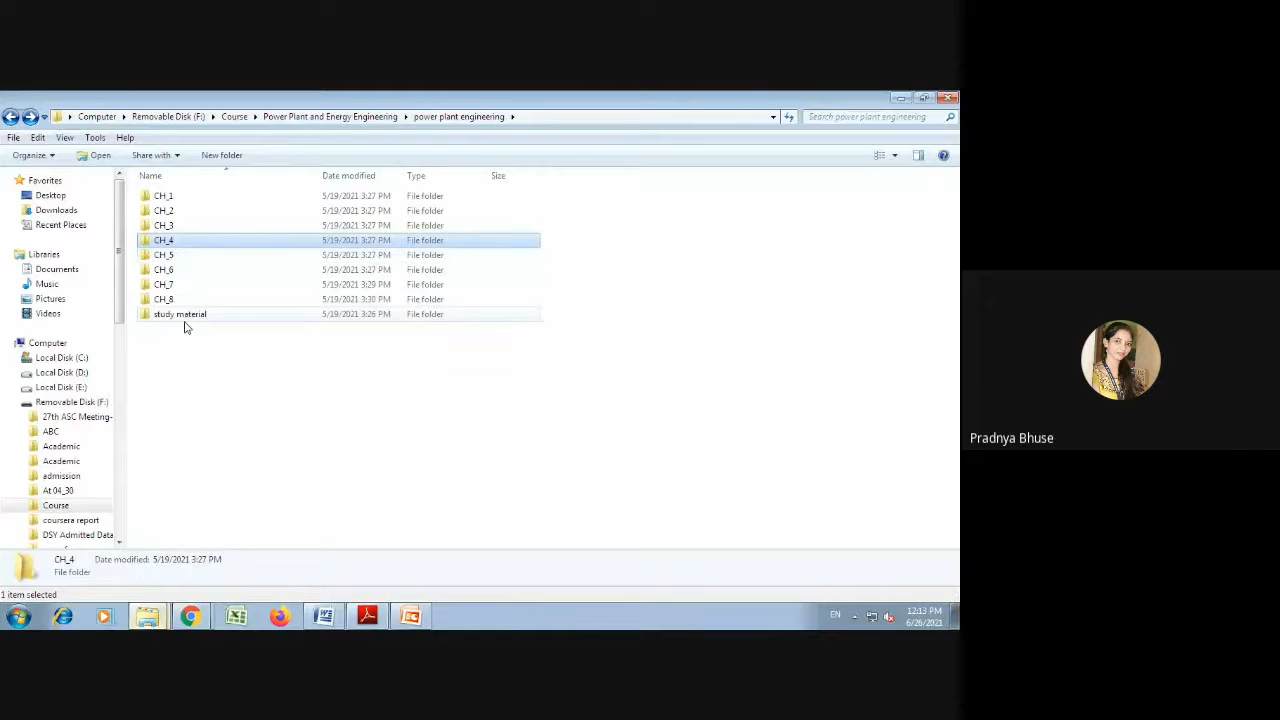 Computer Removable Disk (F:) Course Power Plant and Energy Engineering power plant engineering Search power plant engineering
File Edit View Tools Help
Organize Open Share with New folder
Name Date modified Type Size
Favorites
Desktop
Downloads
Recent Places
Libraries
Documents
Music
Pictures
Videos
Computer
Local Disk (C:)
Local Disk (D:)
Local Disk (E:)
Removable Disk (F:)
27th ASC Meeting-
ABC
Academic
Academic
admission
At 04_30
Course
coursera report
DSY Admitted Data
CH_1 5/19/2021 3:27 PM File folder
CH_2 5/19/2021 3:27 PM File folder
CH_3 5/19/2021 3:27 PM File folder
CH_4 5/19/2021 3:27 PM File folder
CH_5 5/19/2021 3:27 PM File folder
CH_6 5/19/2021 3:27 PM File folder
CH_7 5/19/2021 3:29 PM File folder
CH_8 5/19/2021 3:30 PM File folder
study material 5/19/2021 3:26 PM File folder
CH_4 Date modified: 5/19/2021 3:27 PM
File folder
1 item selected
EN
12:13 PM
6/26/2021
Pradnya Bhuse